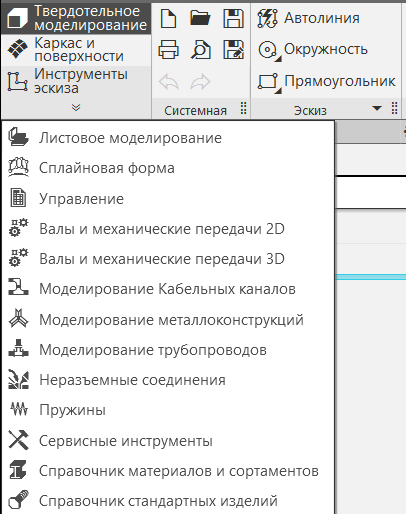 Твердотельное
моделирование
Каркас и
поверхности
Инструменты
эскиза
Системная
Автолиния
Окружность
Прямоугольник
Эскиз
Листовое моделирование
Сплайновая форма
Управление
Валы и механические передачи 2D
Валы и механические передачи 3D
Моделирование Кабельных каналов
Моделирование металлоконструкций
Моделирование трубопроводов
Неразъемные соединения
Пружины
Сервисные инструменты
Справочник материалов и сортаментов
Справочник стандартных изделий